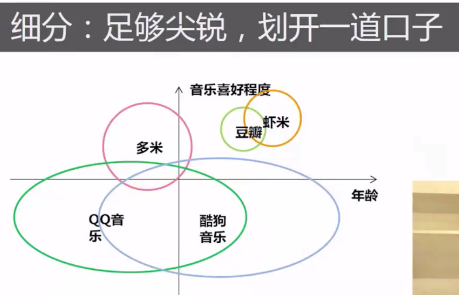 细分：足够尖锐，划开一道口子
音乐喜好程度
虾米
豆瓣
多米
年龄
QQ音
乐
酷狗
音乐